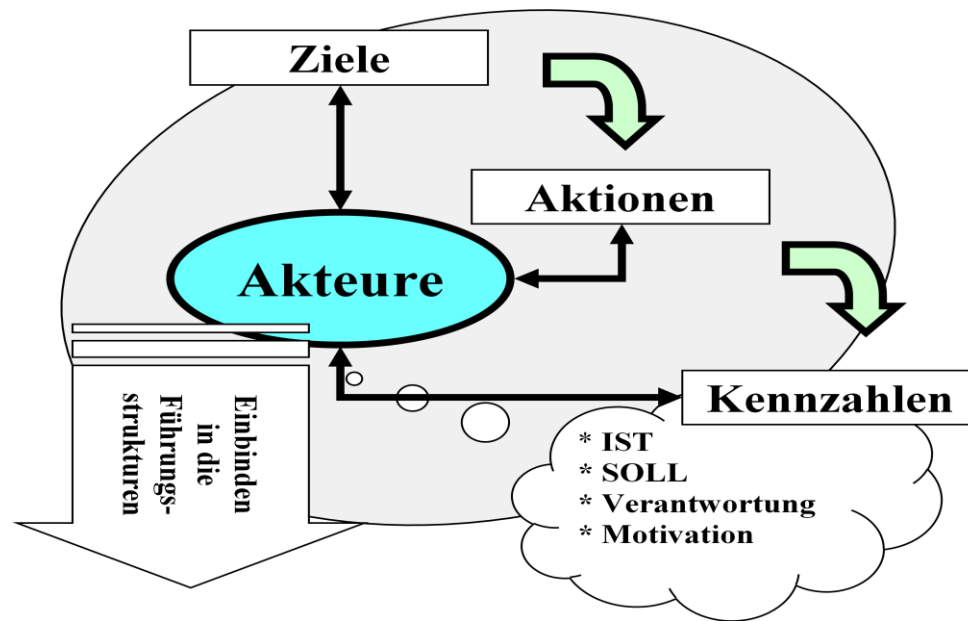 Ziele
Aktionen
Akteure
Kennzahlen
* IST
* SOLL
* Verantwortung
* Motivation
Einbinden
in die
Führungs-
strukturen